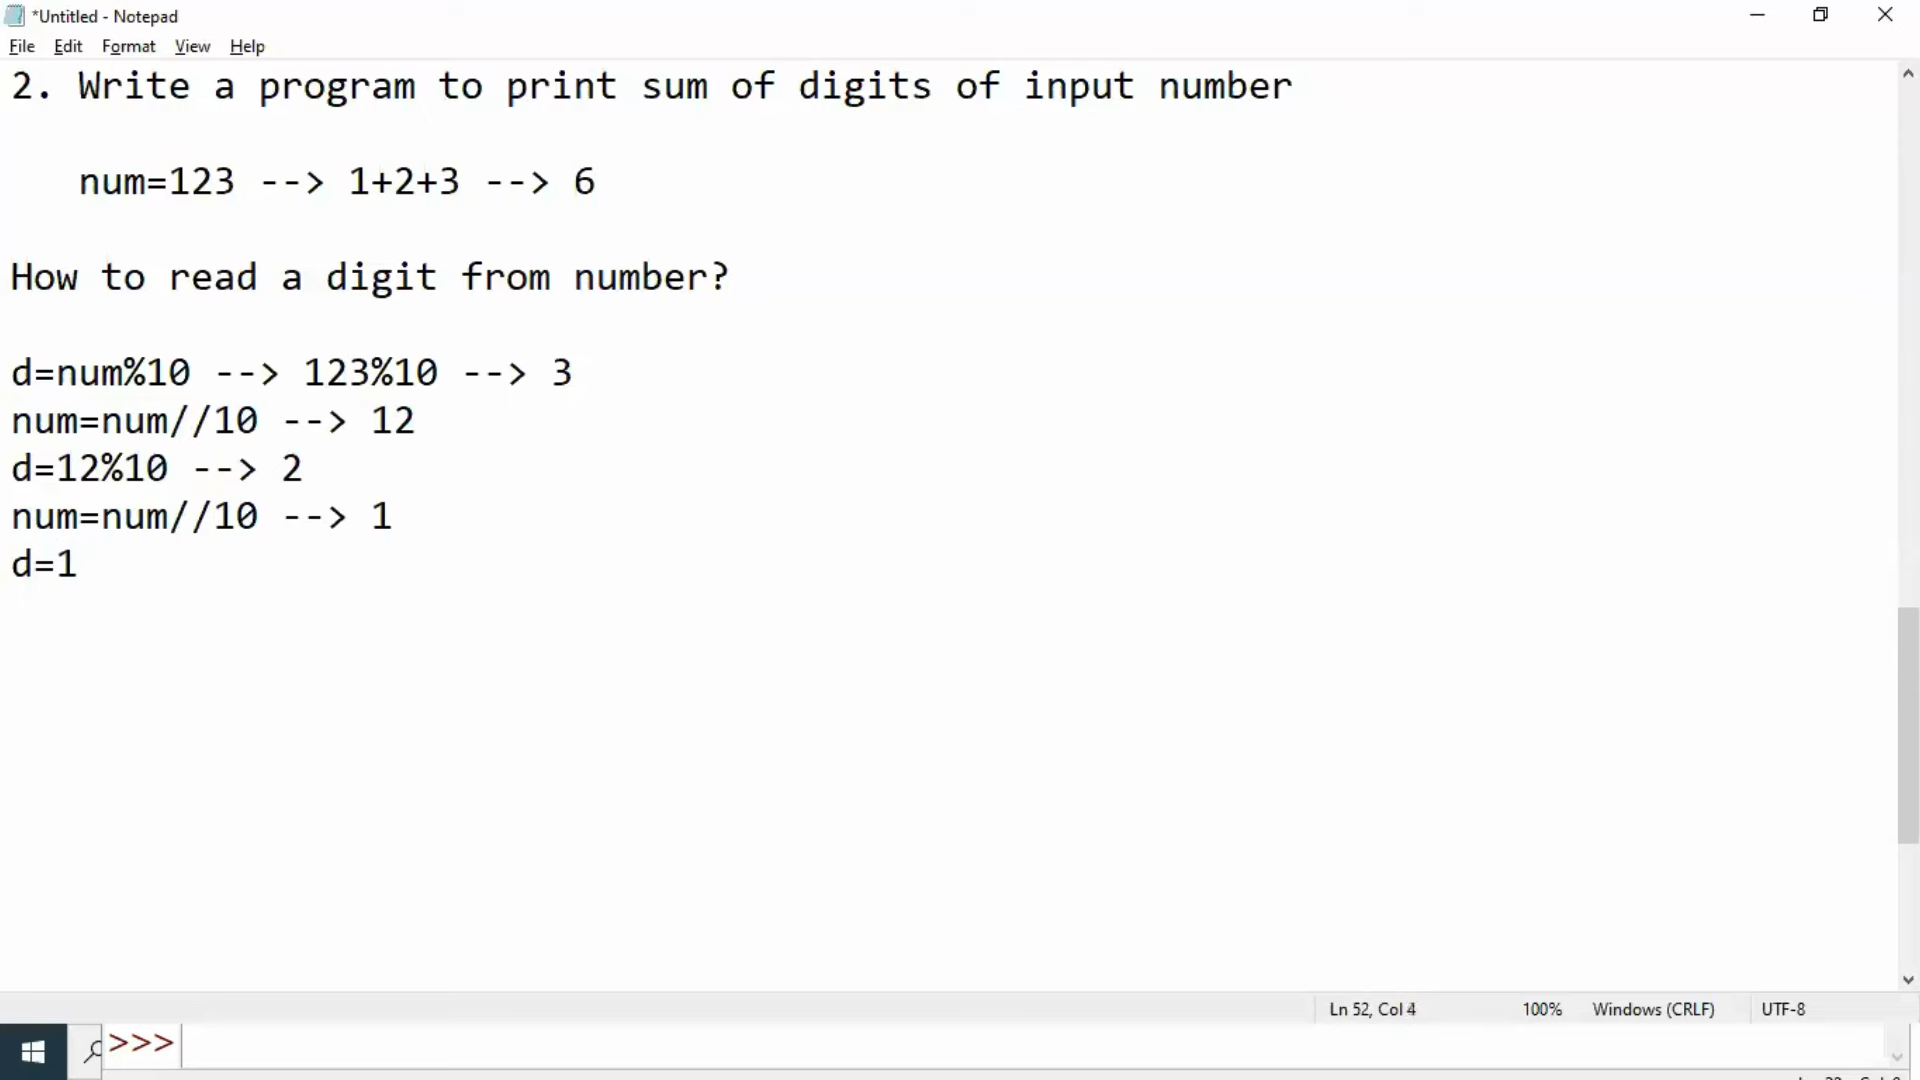 *Untitled - Notepad
File Edit Format View Help
2. Write a program to print sum of digits of input number
num=123 --> 1+2+3 --> 6
How to read a digit from number?
d=num%10 --> 123%10 --> 3
num=num//10 --> 12
d=12%10 --> 2
num=num//10 --> 1
d=1
Ln 52, Col 4 100% Windows (CRLF) UTF-8
>>>